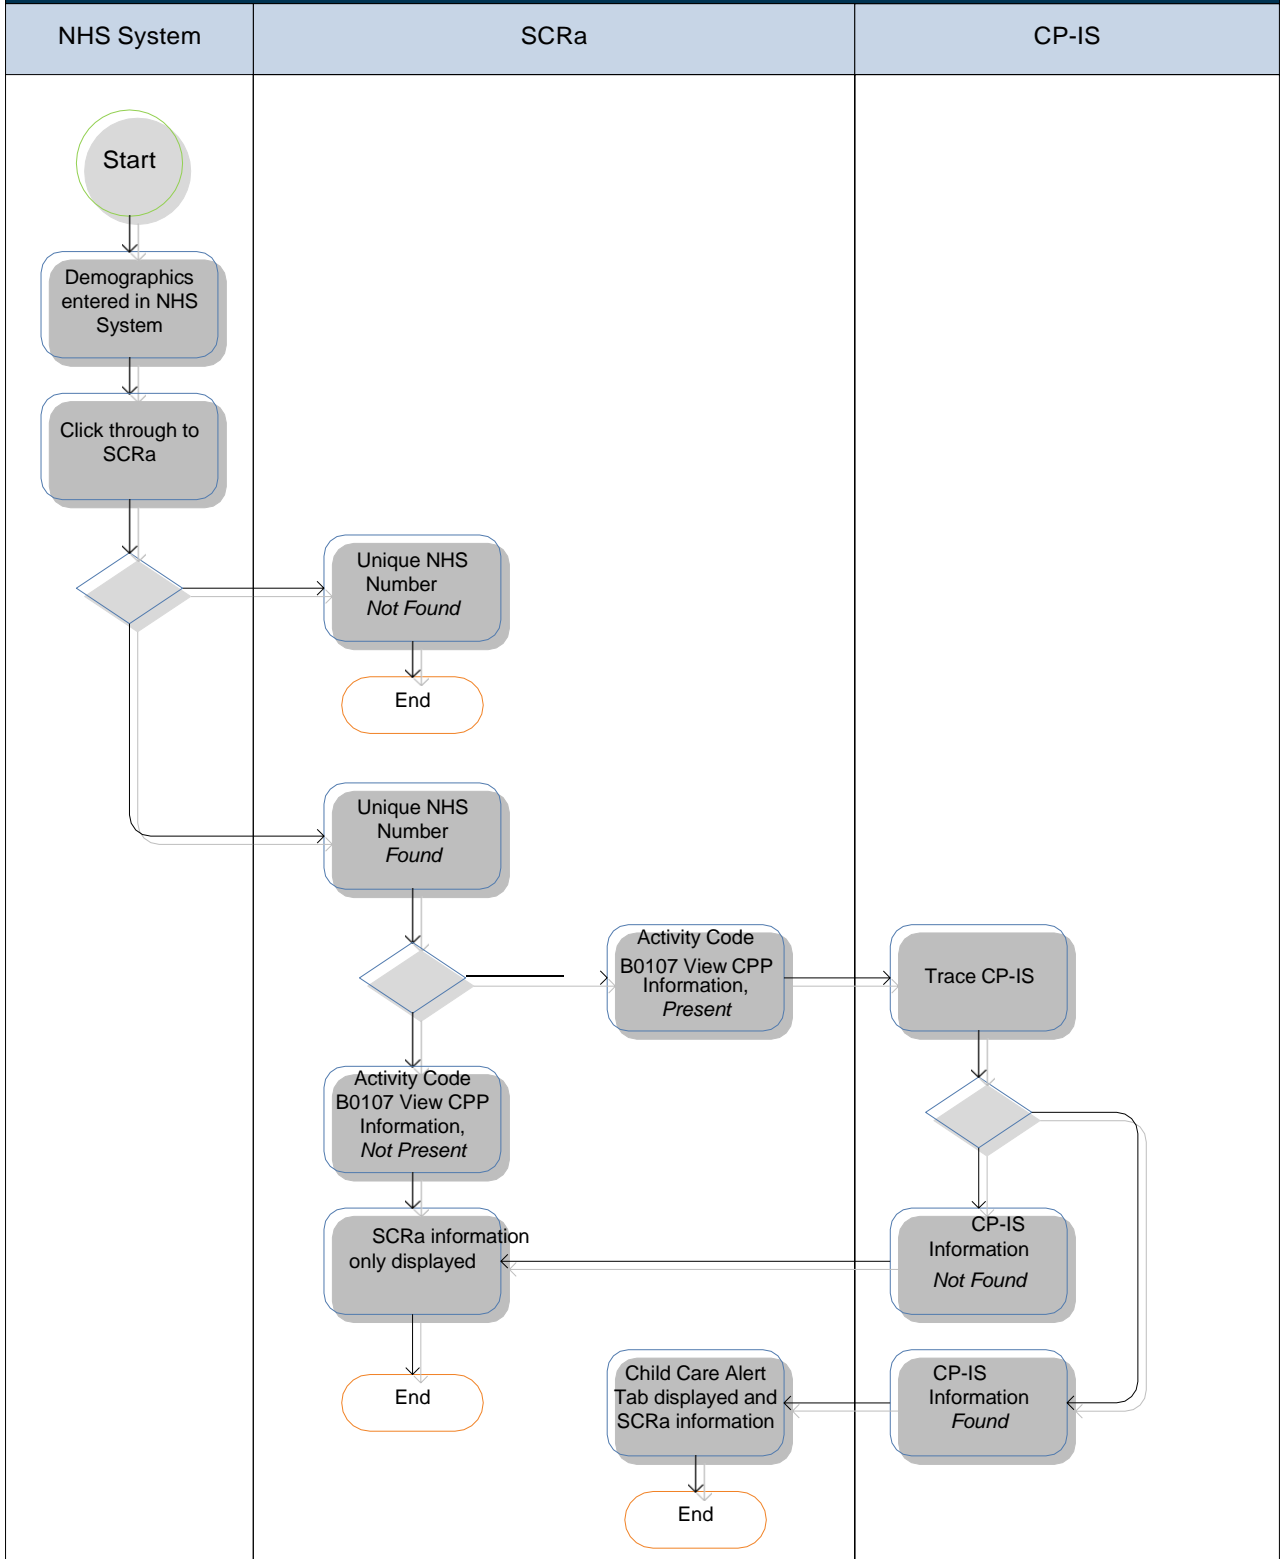 NHS System
SCRa
CP-IS
Start
Demographics
entered in NHS
System
Click through to
SCRa
Unique NHS
Number
Not Found
End
Unique NHS
Number
Found
Activity Code
B0107 View CPP
Information,
Present
Trace CP-IS
Activity Code
B0107 View CPP
Information,
Not Present
SCRa information
only displayed
CP-IS
Information
Not Found
End
Child Care Alert
Tab displayed and
SCRa information
CP-IS
Information
Found
End